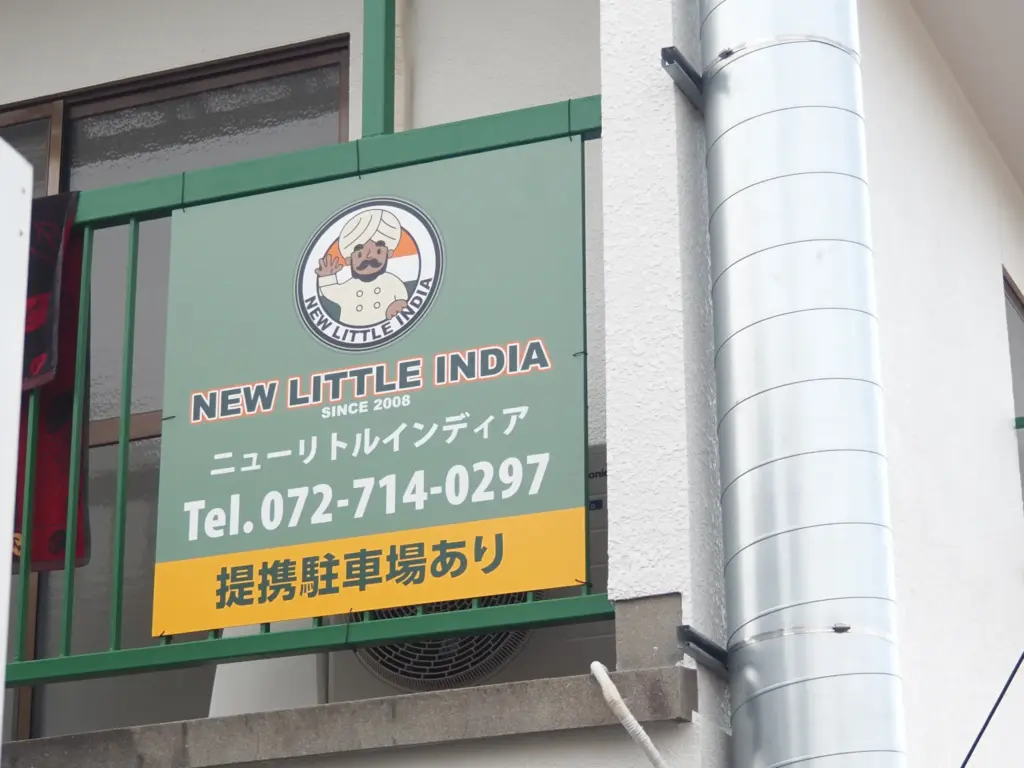 NEW LITTLE INDIA
NEW LITTLE INDIA
SINCE 2008
ニューリトルインディア
Tel.072-714-0297
提携駐車場あり